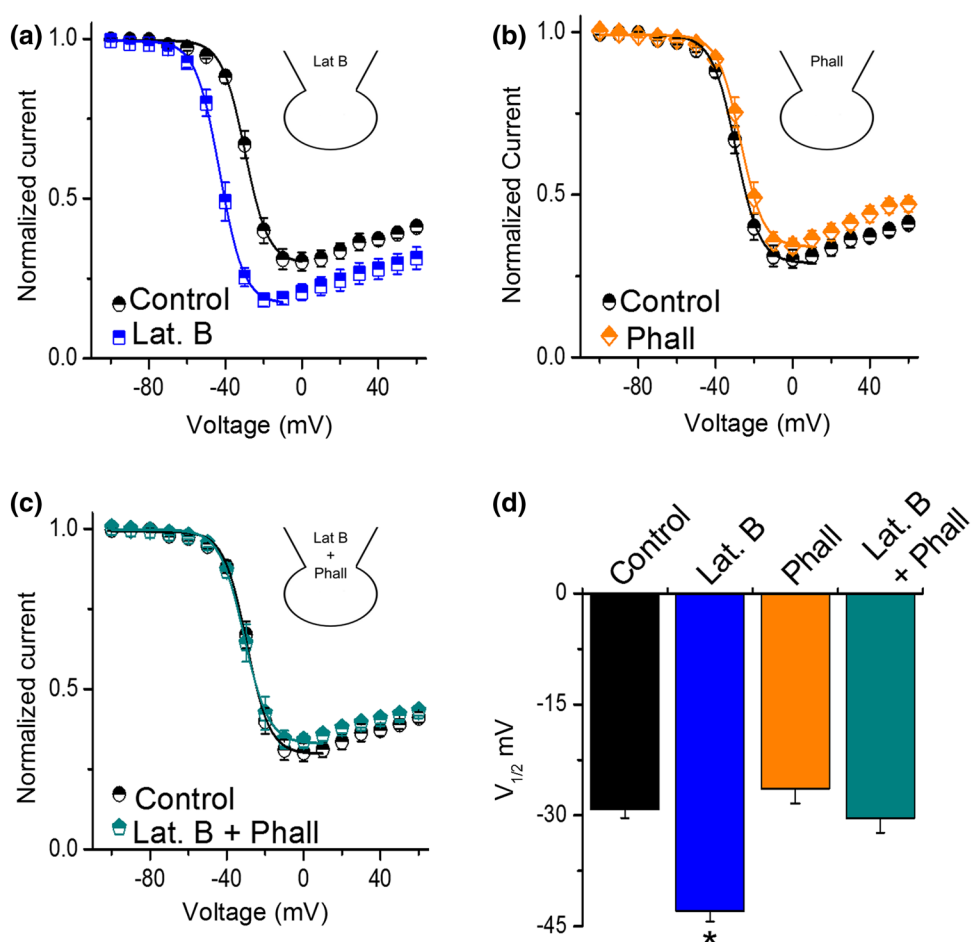 (a)
1.0
0.5
0.0
Normalized current
Lat B
Control
Lat. B
-80
-40
0
40
Voltage (mV)
(b)
1.0
0.5
0.0
Normalized Current
Phall
Control
Phall
-80
-40
0
40
Voltage (mV)
(c)
1.0
0.5
0.0
Normalized current
Lat B
+
Phall
Control
Lat. B + Phall
-80
-40
0
40
Voltage (mV)
(d)
Control
Lat. B
Phall
Lat. B
+ Phall
0
-15
-30
-45
V1/2 mV
*